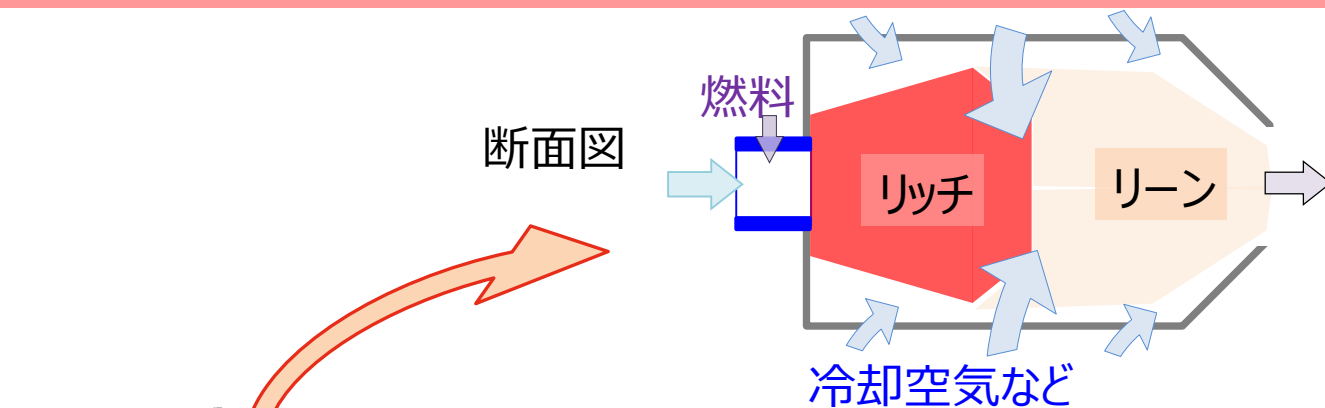 燃料
断面図
リッチ
リーン
冷却空気など